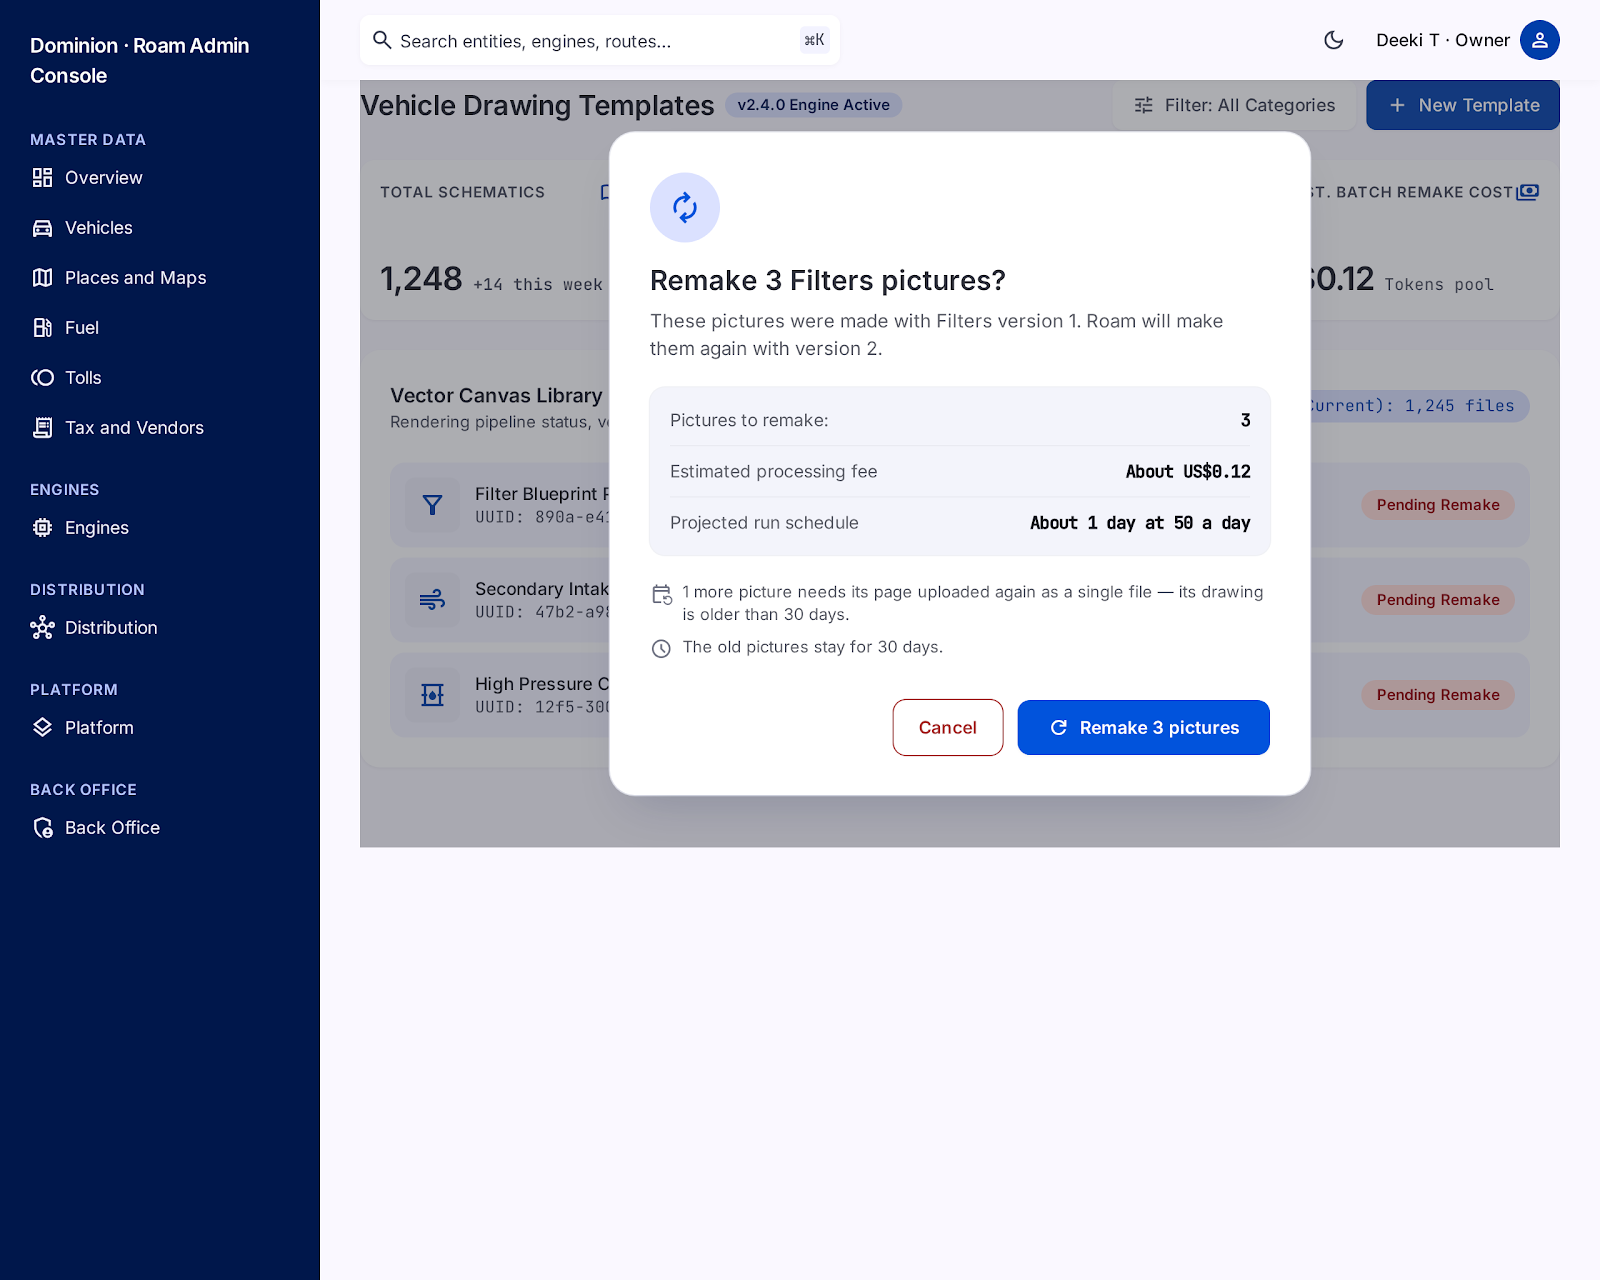 Dominion · Roam Admin
Console
MASTER DATA
Overview
Vehicles
Places and Maps
Fuel
Tolls
Tax and Vendors
ENGINES
Engines
DISTRIBUTION
Distribution
PLATFORM
Platform
BACK OFFICE
Back Office
Search entities, engines, routes... ⌘K
Deeki T · Owner
Vehicle Drawing Templates v2.4.0 Engine Active
Filter: All Categories
New Template
TOTAL SCHEMATICS
1,248 +14 this week
BATCH REMAKE COST
0.12 Tokens pool
Vector Canvas Library
Rendering pipeline status,
1,245 files
Filter Blueprint
UUID: 890a-e4
Pending Remake
Secondary Intak
UUID: 47b2-a9
Pending Remake
High Pressure
UUID: 12f5-300
Pending Remake
Remake 3 Filters pictures?
These pictures were made with Filters version 1. Roam will make
them again with version 2.
Pictures to remake: 3
Estimated processing fee About US$0.12
Projected run schedule About 1 day at 50 a day
1 more picture needs its page uploaded again as a single file — its drawing
is older than 30 days.
The old pictures stay for 30 days.
Cancel
Remake 3 pictures